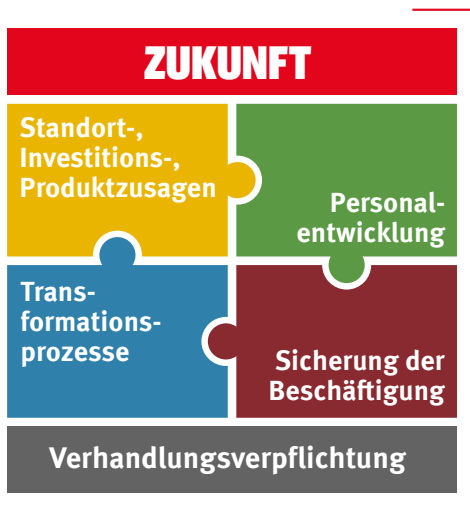 ZUKUNFT
Standort-,
Investitions-,
Produktzusagen
Personal-
entwicklung
Trans-
formations-
prozesse
Sicherung der
Beschäftigung
Verhandlungsverpflichtung